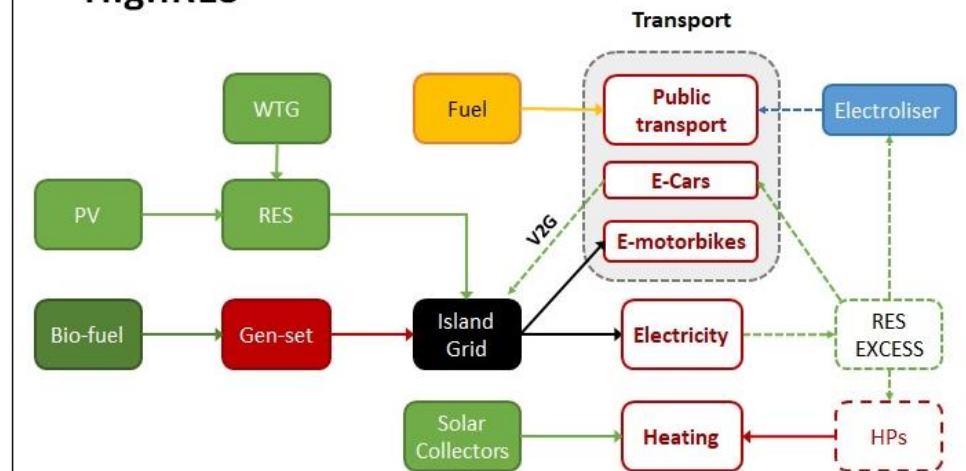 HighRES
Transport
WTG
Fuel
Public
transport
Electroliser
PV
RES
E-Cars
V2G
E-motorbikes
Bio-fuel
Gen-set
Island
Grid
Electricity
RES
EXCESS
Solar
Collectors
Heating
HPs